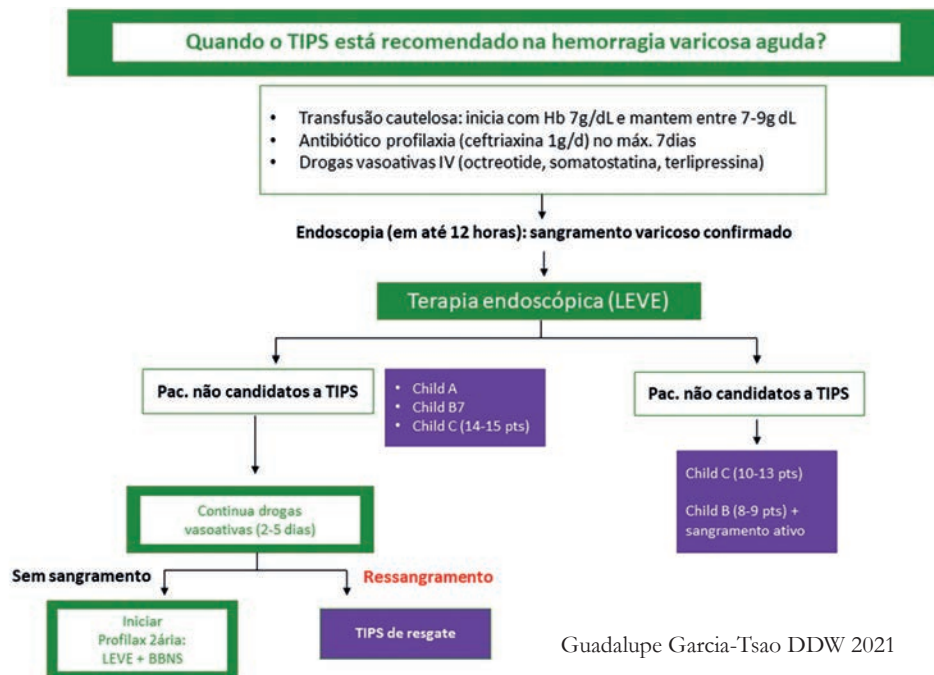 Quando o TIPS está recomendado na hemorragia varicosa aguda?
• Transfusão cautelosa: inicia com Hb 7g/dL e mantem entre 7-9g dL
• Antibiótico profilaxia (ceftriaxina 1g/d) no máx. 7dias
• Drogas vasoativas IV (octreotide, somatostatina, terlipressina)
Endoscopia (em até 12 horas): sangramento varicoso confirmado
Terapia endoscópica (LEVE)
Pac. não candidatos a TIPS
• Child A
• Child B7
• Child C (14-15 pts)
Pac. não candidatos a TIPS
Child C (10-13 pts)
Child B (8-9 pts) +
sangramento ativo
Continua drogas
vasoativas (2-5 dias)
Sem sangramento
Ressangramento
Iniciar
Profilax 2ária:
LEVE + BBNS
TIPS de resgate
Guadalupe Garcia-Tsao DDW 2021